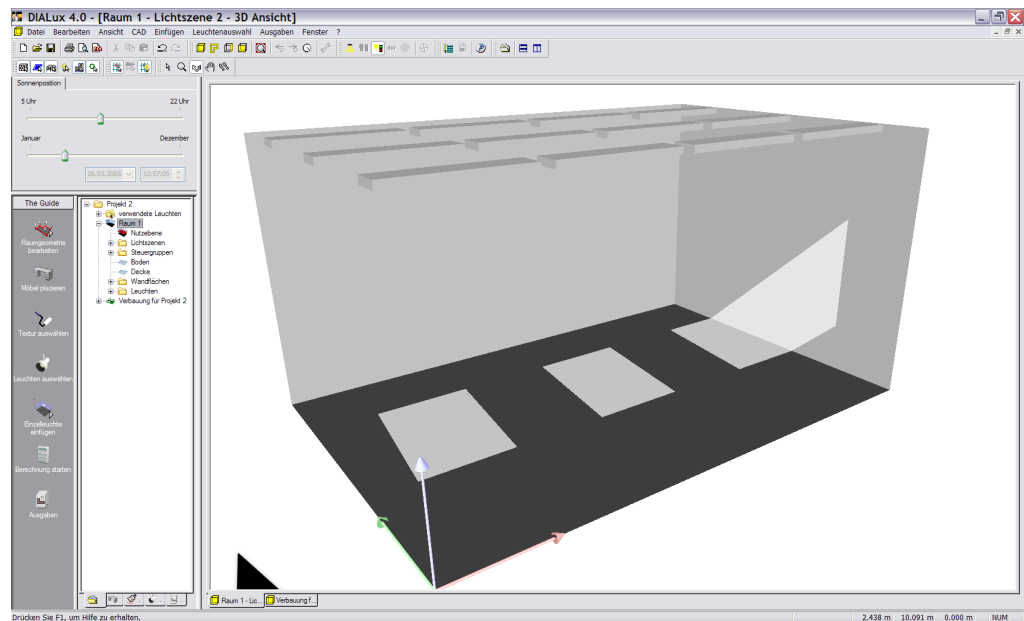 DIALux 4.0 - [Raum 1 - Lichtszene 2 - 3D Ansicht]
Datei Bearbeiten Ansicht CAD Einfügen Leuchtenauswahl Ausgaben Fenster ?
Sonnenposition
5 Uhr 22 Uhr
Januar Dezember
26.03.2005 12:57:00
The Guide
Raumgeometrie
bearbeiten
Möbel plazieren
Textur auswählen
Leuchten auswählen
Einzelleuchte
einfügen
Berechnung starten
Ausgaben
Projekt 2
verwendete Leuchten
Raum 1
Nutzebene
Lichtszenen
Steuergruppen
Boden
Decke
Wandflächen
Leuchten
Verbauung für Projekt 2
Raum 1 - Lic... Verbauung f...
Drücken Sie F1, um Hilfe zu erhalten. 2.438 m 10.091 m 0.000 m NUM